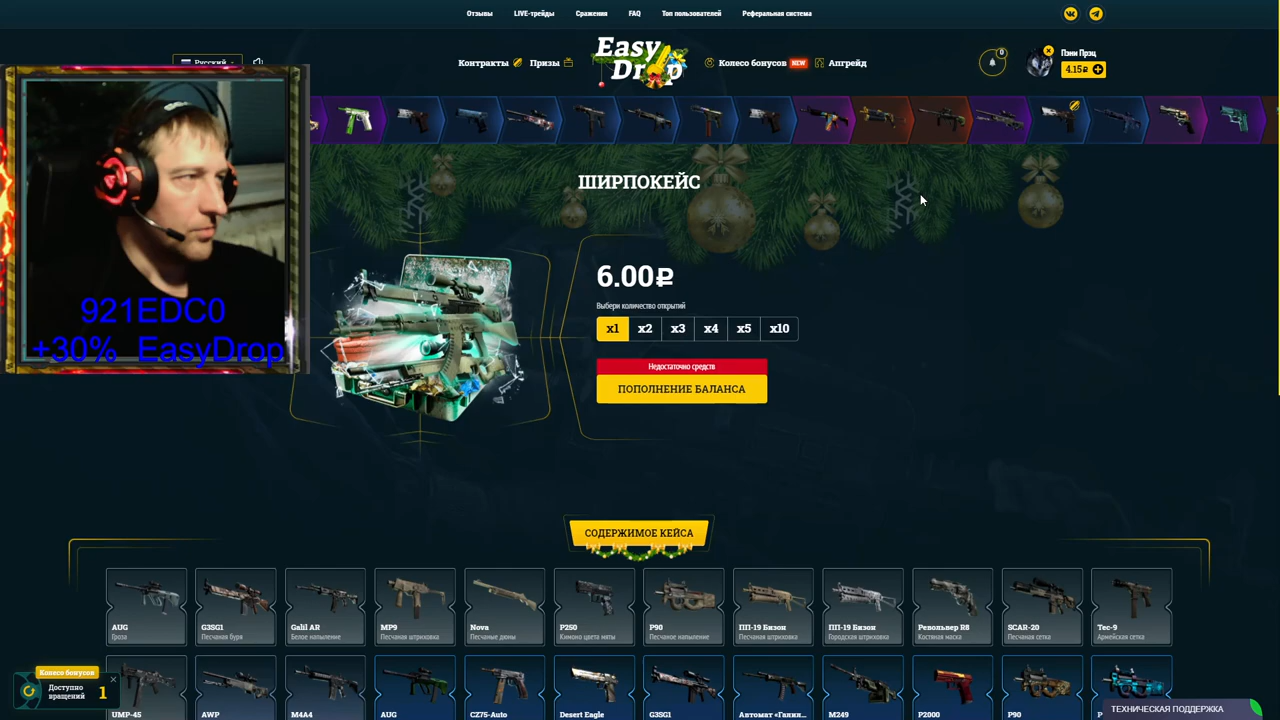 Отзывы LIVE-трейды Сражения FAQ Топ пользователей Реферальная система
Русский
Контракты Призы
Easy Drop
Колесо бонусов NEW Апгрейд
0
Пэни Прэц
4.15₽
921EDC0
+30% EasyDrop
ШИРПОКЕЙС
6.00₽
Выбери количество открытий
x1 x2 x3 x4 x5 x10
Недостаточно средств
ПОПОЛНЕНИЕ БАЛАНСА
СОДЕРЖИМОЕ КЕЙСА
AUG
Гроза
G3SG1
Песчаная буря
Galil AR
Белое напыление
MP9
Песчаная штриховка
Nova
Песчаные дюны
P250
Кимоно цвета мяты
P90
Песчаное напыление
ПП-19 Бизон
Песчаная штриховка
ПП-19 Бизон
Городская штриховка
Револьвер R8
Костяная маска
SCAR-20
Песчаная сетка
Tec-9
Армейская сетка
UMP-45
AWP
M4A4
AUG
CZ75-Auto
Desert Eagle
G3SG1
Автомат «Галил...
M249
P2000
P90
Колесо бонусов
Доступно
вращений 1
ТЕХНИЧЕСКАЯ ПОДДЕРЖКА